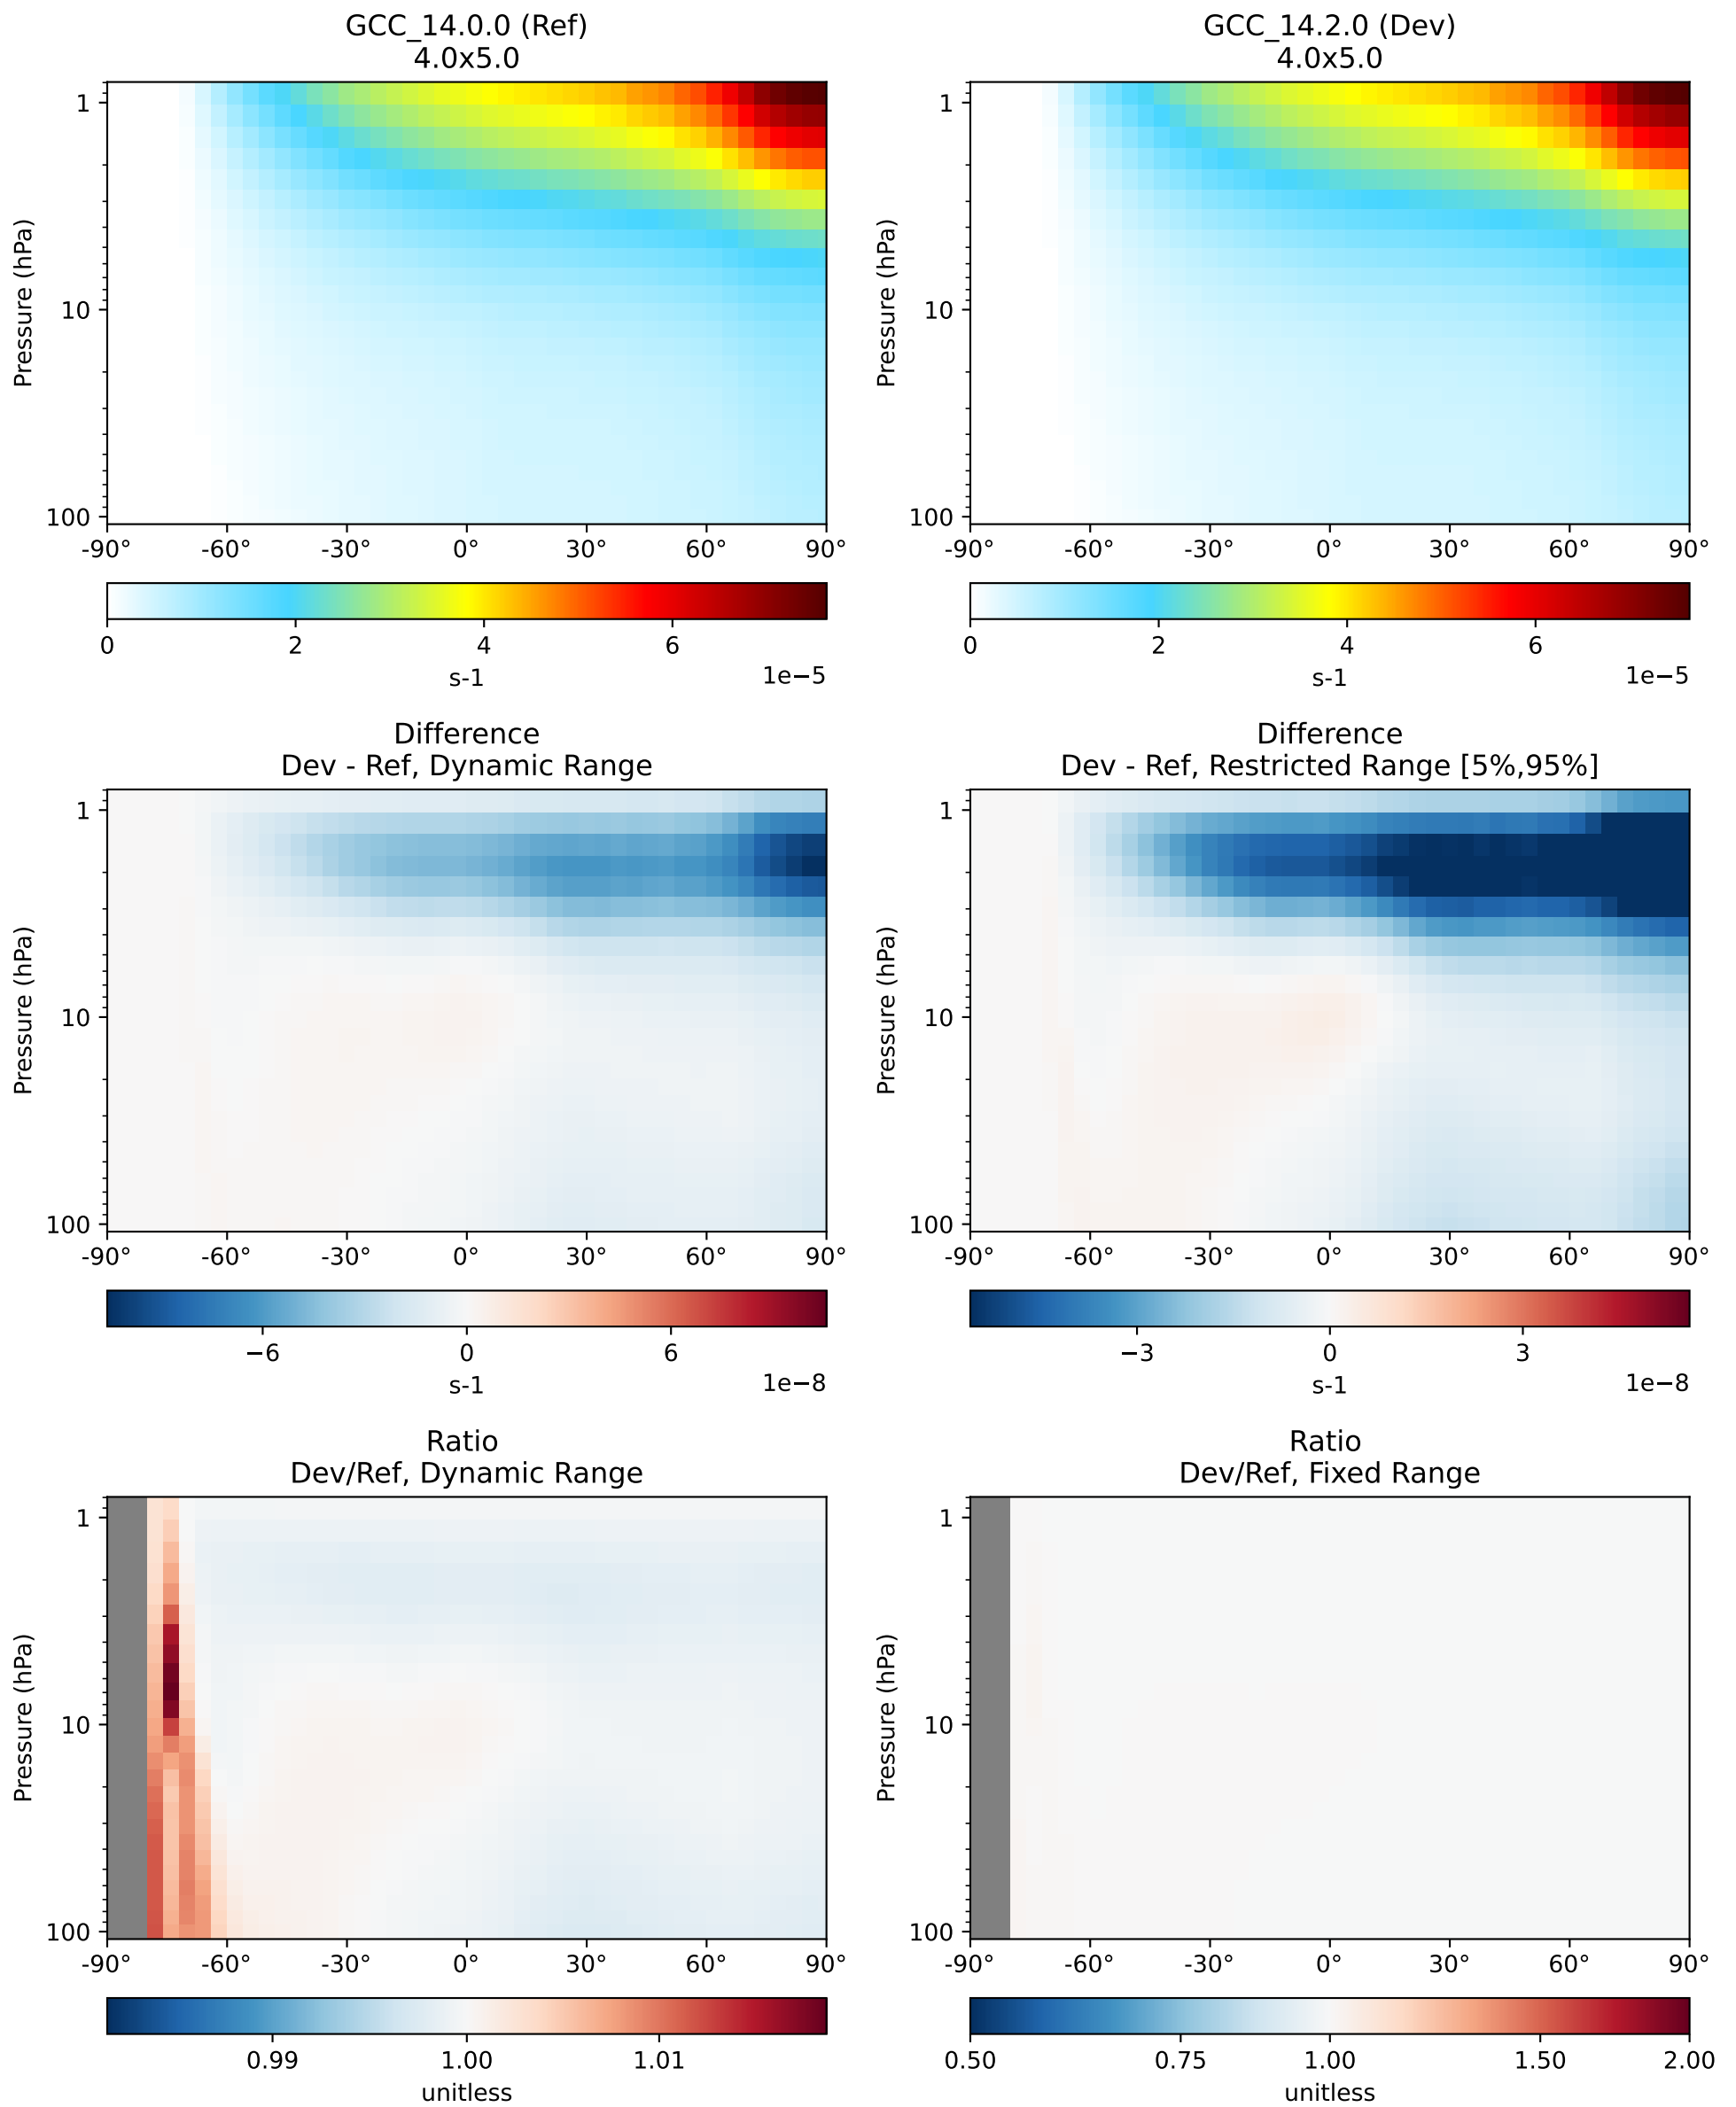 GCC_14.0.0 (Ref)
4.0x5.0
Pressure (hPa)
1
10
100
-90° -60° -30° 0° 30° 60° 90°
0 2 4 6
s-1
1e−5
GCC_14.2.0 (Dev)
4.0x5.0
Pressure (hPa)
1
10
100
-90° -60° -30° 0° 30° 60° 90°
0 2 4 6
s-1
1e−5
Difference
Dev - Ref, Dynamic Range
Pressure (hPa)
1
10
100
-90° -60° -30° 0° 30° 60° 90°
−6 0 6
s-1
1e−8
Difference
Dev - Ref, Restricted Range [5%,95%]
Pressure (hPa)
1
10
100
-90° -60° -30° 0° 30° 60° 90°
−3 0 3
s-1
1e−8
Ratio
Dev/Ref, Dynamic Range
Pressure (hPa)
1
10
100
-90° -60° -30° 0° 30° 60° 90°
0.99 1.00 1.01
unitless
Ratio
Dev/Ref, Fixed Range
Pressure (hPa)
1
10
100
-90° -60° -30° 0° 30° 60° 90°
0.50 0.75 1.00 1.50 2.00
unitless